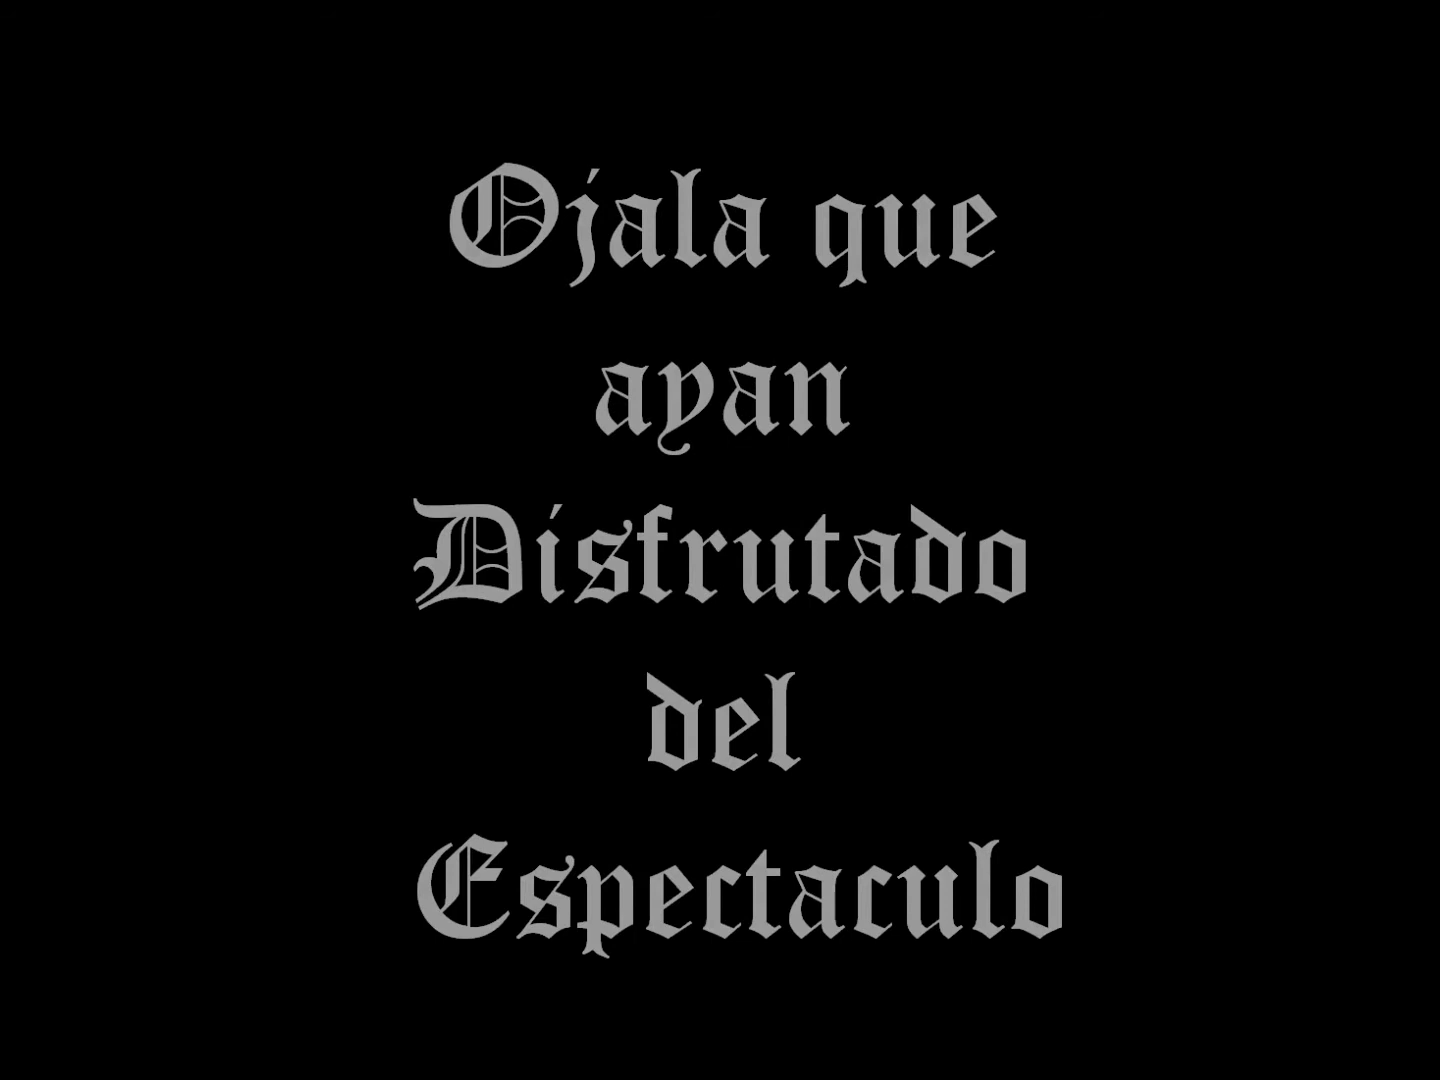 Ojala que
ayan
Disfrutado
del
Espectaculo